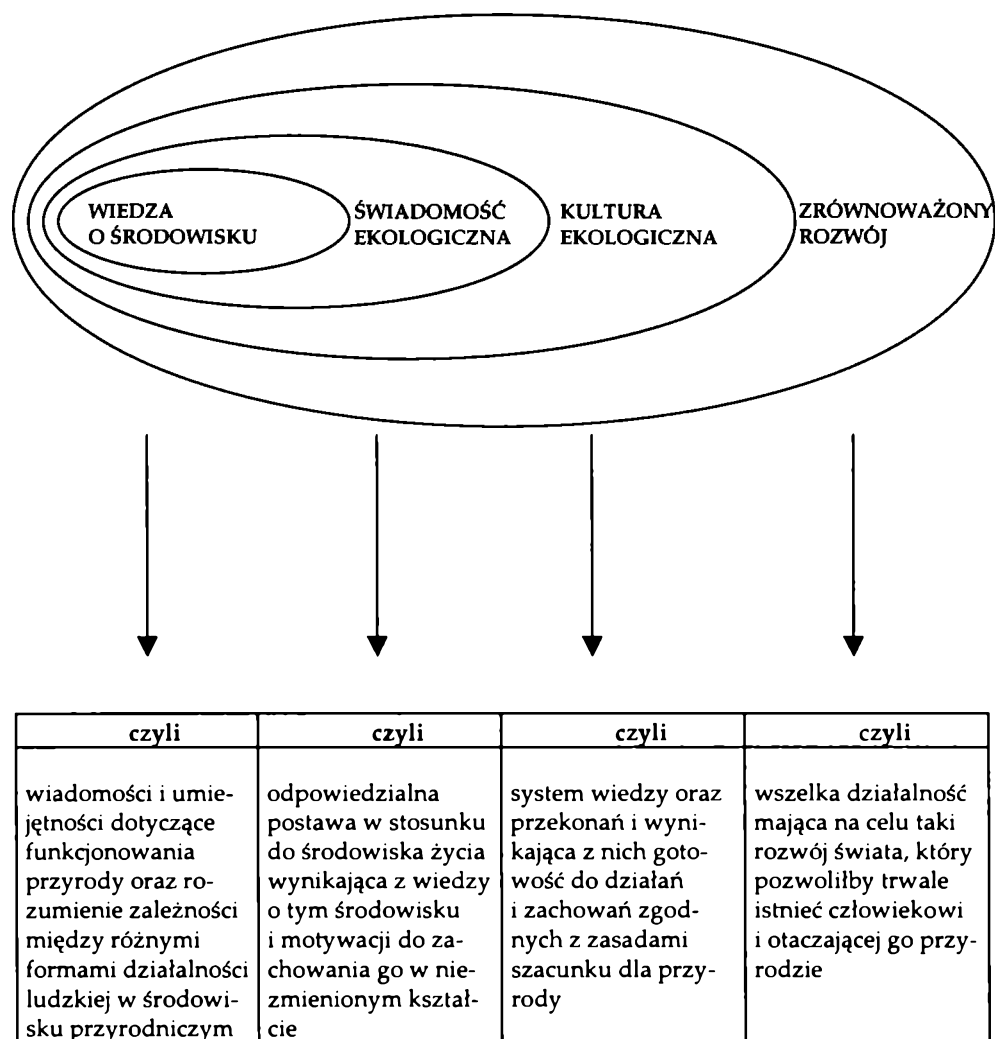 WIEDZA
O ŚRODOWISKU
ŚWIADOMOŚĆ
EKOLOGICZNA
KULTURA
EKOLOGICZNA
ZRÓWNOWAŻONY
ROZWÓJ
czyli
wiadomości i umie-
jętności dotyczące
funkcjonowania
przyrody oraz ro-
zumienie zależności
między różnymi
formami działalności
ludzkiej w środowi-
sku przyrodniczym
czyli
odpowiedzialna
postawa w stosunku
do środowiska życia
wynikająca z wiedzy
o tym środowisku
i motywacji do za-
chowania go w nie-
zmienionym kształ-
cie
czyli
system wiedzy oraz
przekonań i wyni-
kająca z nich goto-
wość do działań
i zachowań zgod-
nych z zasadami
szacunku dla przy-
rody
czyli
wszelka działalność
mająca na celu taki
rozwój świata, który
pozwoliłby trwale
istnieć człowiekowi
i otaczającej go przy-
rodzie